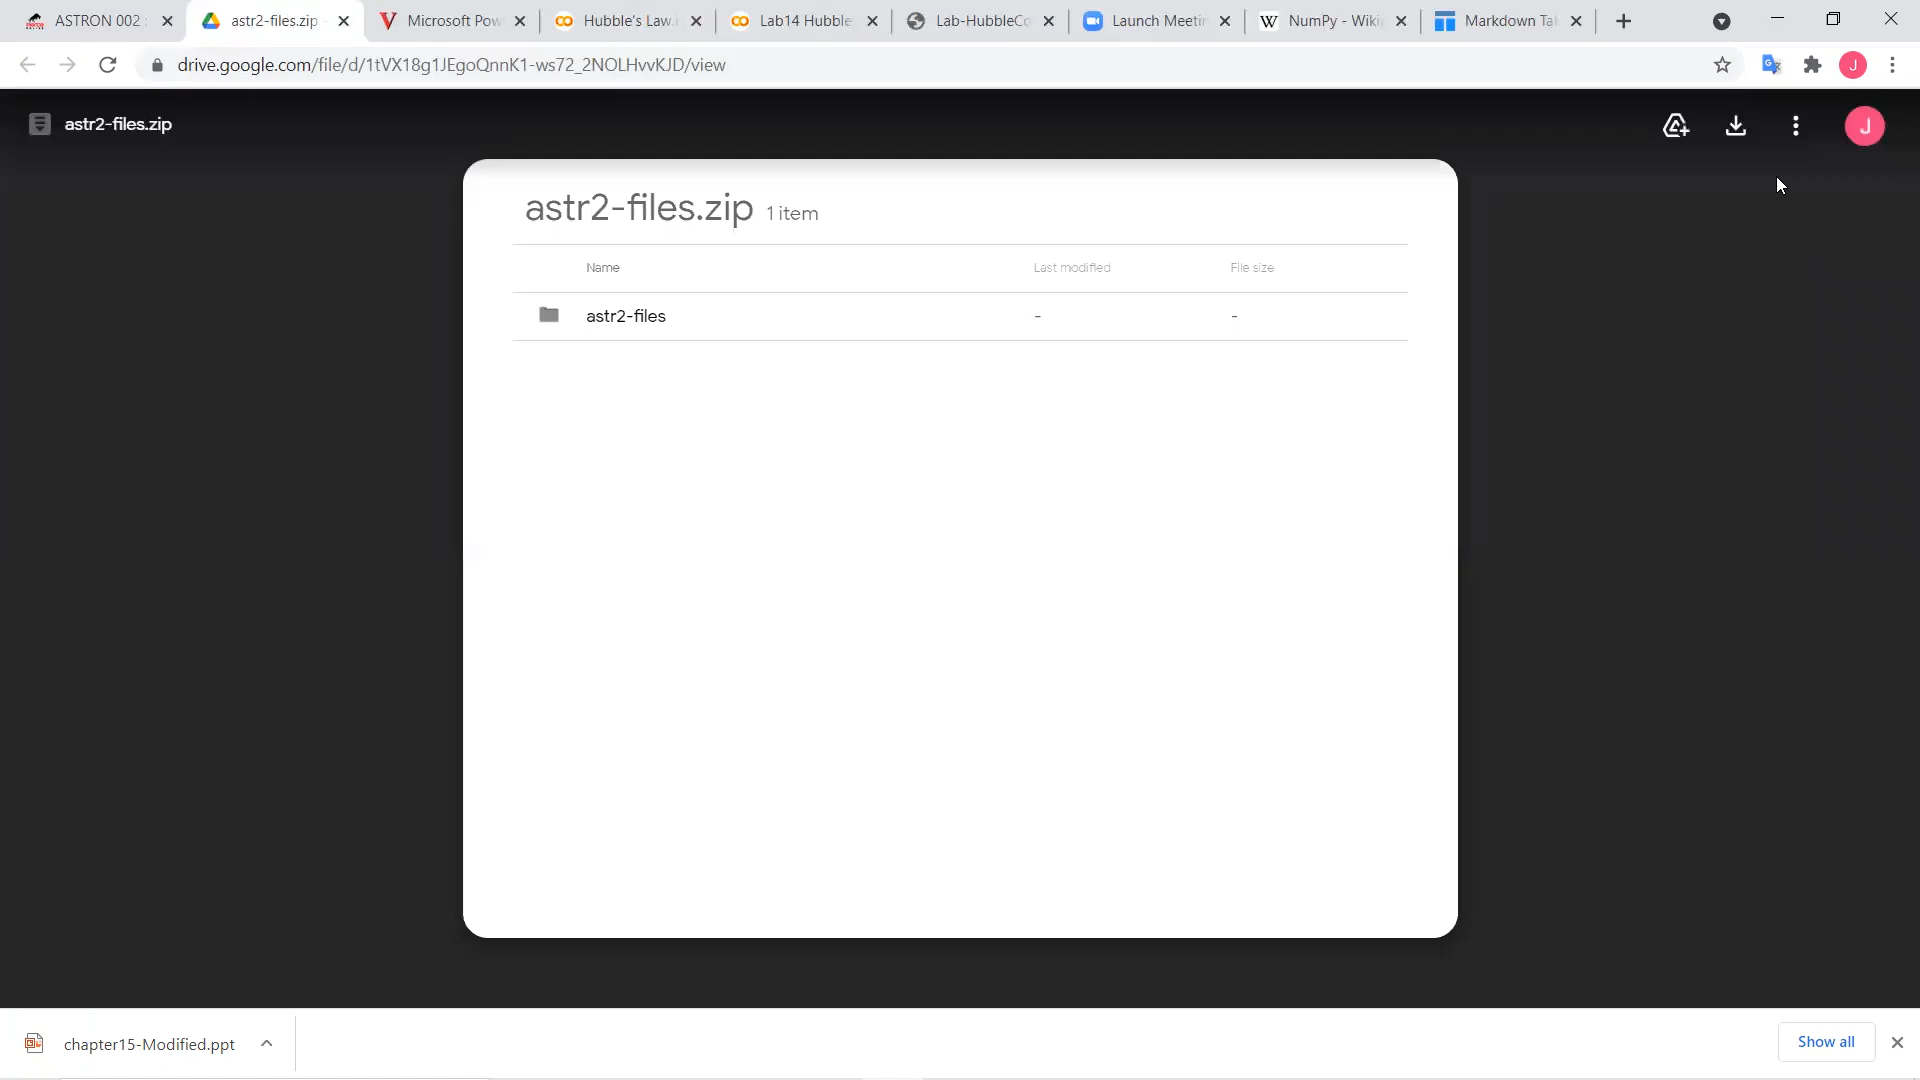 ASTRON 002
astr2-files.zip
Microsoft Pow
Hubble's Law.i
Lab14 Hubble
Lab-HubbleCo
Launch Meetin
NumPy - Wiki
Markdown Tab
drive.google.com/file/d/1tVX18g1JEgoQnnK1-ws72_2NOLHvvKJD/view
J
astr2-files.zip
J
astr2-files.zip 1 item
Name Last modified File size
astr2-files - -
chapter15-Modified.ppt
Show all